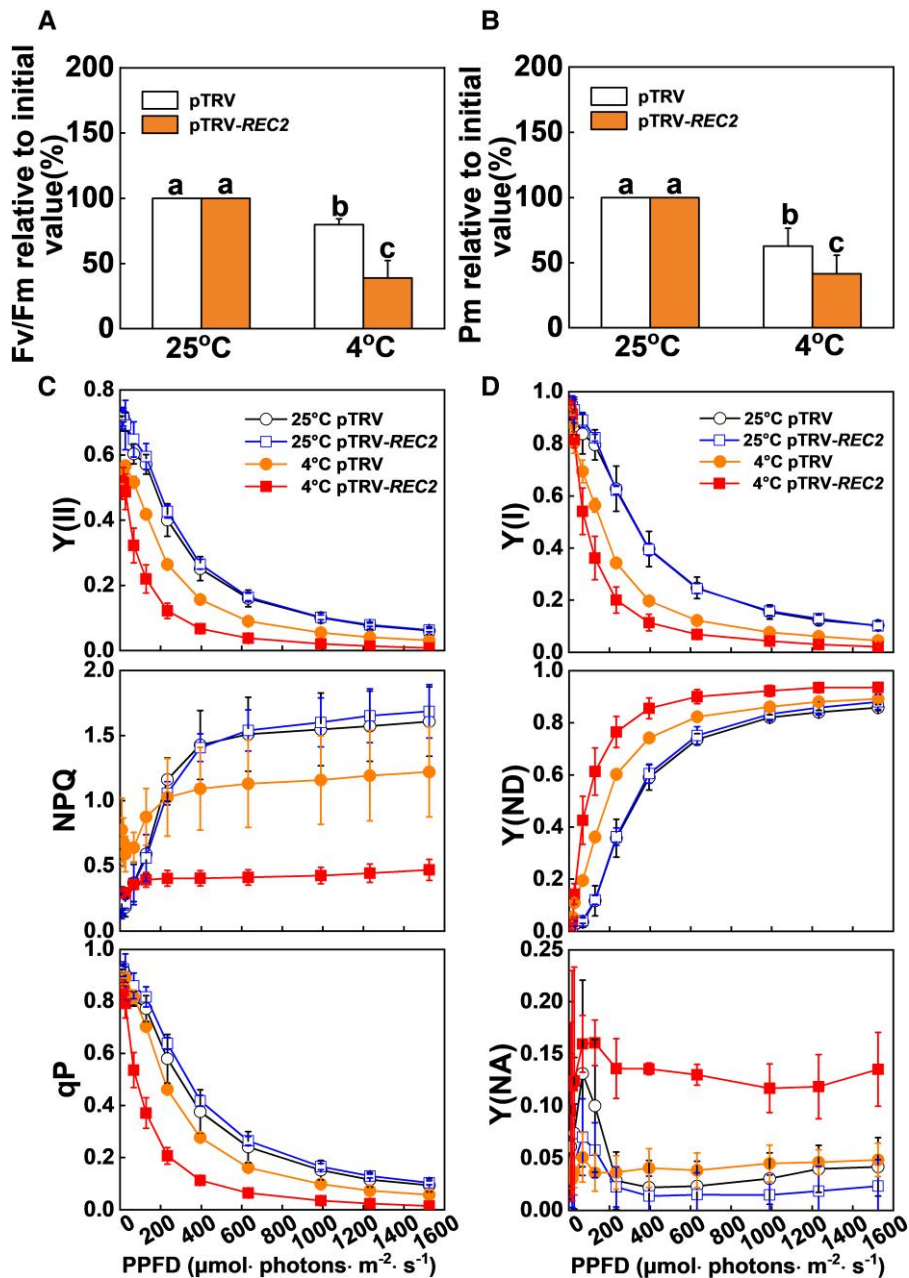 A
Fv/Fm relative to initial
value(%)
200
150
100
50
0
pTRV
pTRV-REC2
a
a
b
c
25°C
4°C
B
Pm relative to initial
value(%)
200
150
100
50
0
pTRV
pTRV-REC2
a
a
b
c
25°C
4°C
C
Y(II)
0.8
0.6
0.4
0.2
0.0
25°C pTRV
25°C pTRV-REC2
4°C pTRV
4°C pTRV-REC2
NPQ
2.0
1.5
1.0
0.5
0.0
qP
1.0
0.8
0.6
0.4
0.2
0.0
0 200 400 600 800 1000 1200 1400 1600
PPFD (μmol· photons· m-2· s-1)
D
Y(I)
1.0
0.8
0.6
0.4
0.2
0.0
25°C pTRV
25°C pTRV-REC2
4°C pTRV
4°C pTRV-REC2
Y(ND)
1.0
0.8
0.6
0.4
0.2
0.0
Y(NA)
0.25
0.20
0.15
0.10
0.05
0.00
0 200 400 600 800 1000 1200 1400 1600
PPFD (μmol· photons· m-2· s-1)